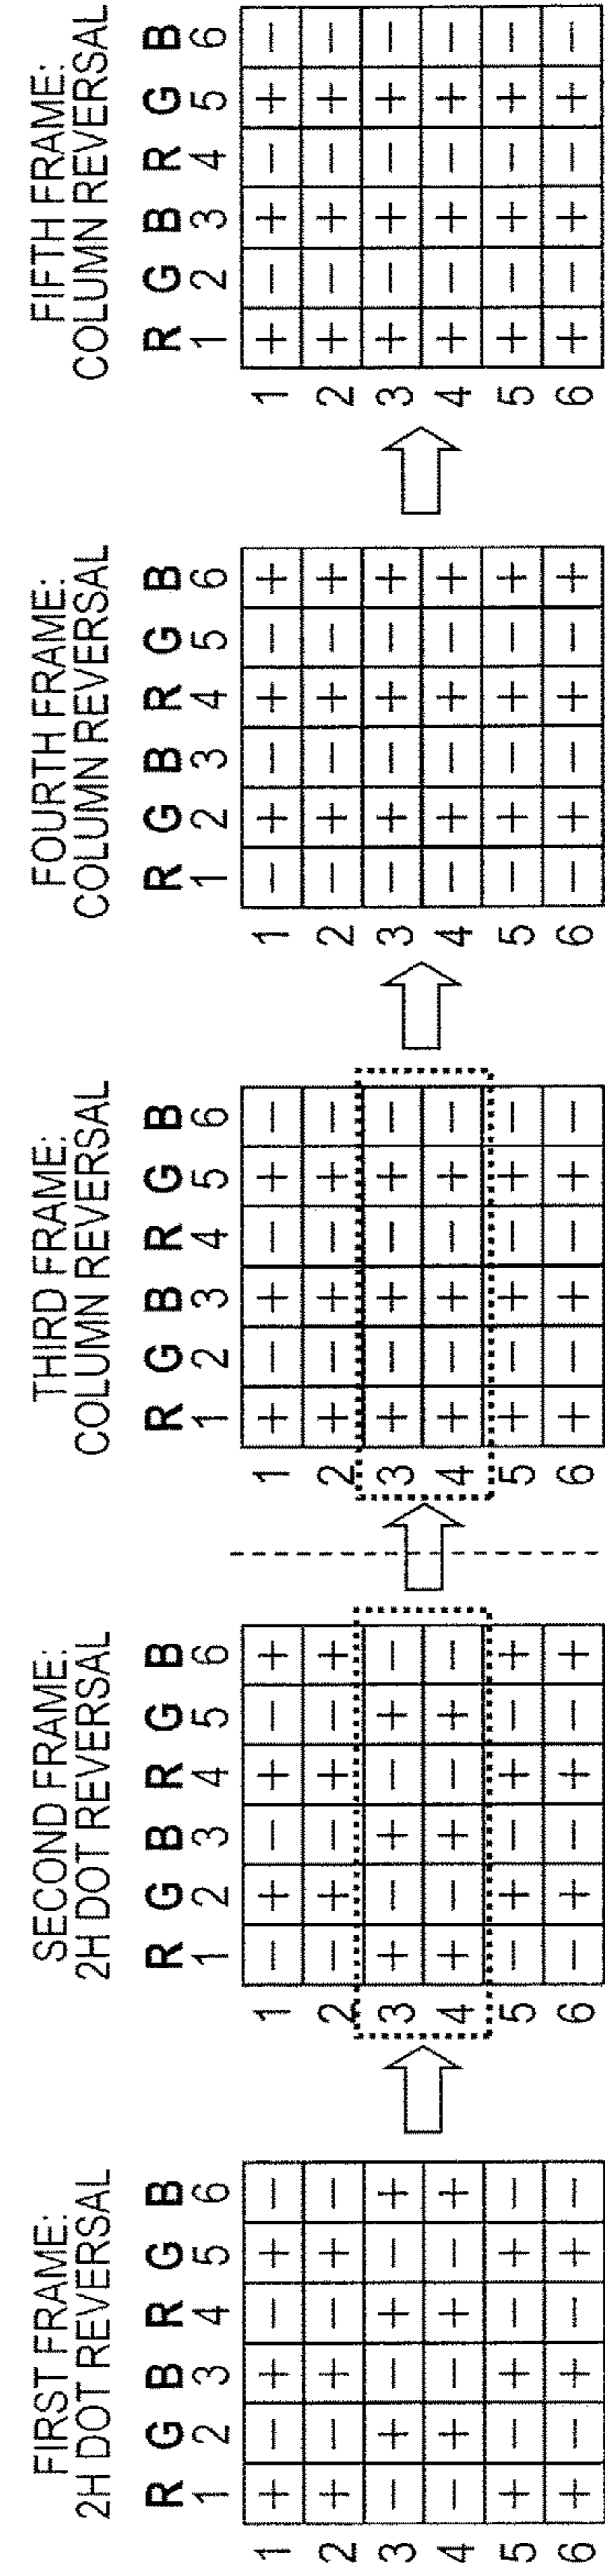 FIRST FRAME:
2H DOT REVERSAL
R G B R G B
1 2 3 4 5 6
1 + − + − + −
2 + − + − + −
3 − + − + − +
4 − + − + − +
5 + − + − + −
6 + − + − + −
SECOND FRAME:
2H DOT REVERSAL
R G B R G B
1 2 3 4 5 6
1 − + − + − +
2 − + − + − +
3 + − + − + −
4 + − + − + −
5 − + − + − +
6 − + − + − +
THIRD FRAME:
COLUMN REVERSAL
R G B R G B
1 2 3 4 5 6
1 + − + − + −
2 + − + − + −
3 + − + − + −
4 + − + − + −
5 + − + − + −
6 + − + − + −
FOURTH FRAME:
COLUMN REVERSAL
R G B R G B
1 2 3 4 5 6
1 − + − + − +
2 − + − + − +
3 − + − + − +
4 − + − + − +
5 − + − + − +
6 − + − + − +
FIFTH FRAME:
COLUMN REVERSAL
R G B R G B
1 2 3 4 5 6
1 + − + − + −
2 + − + − + −
3 + − + − + −
4 + − + − + −
5 + − + − + −
6 + − + − + −